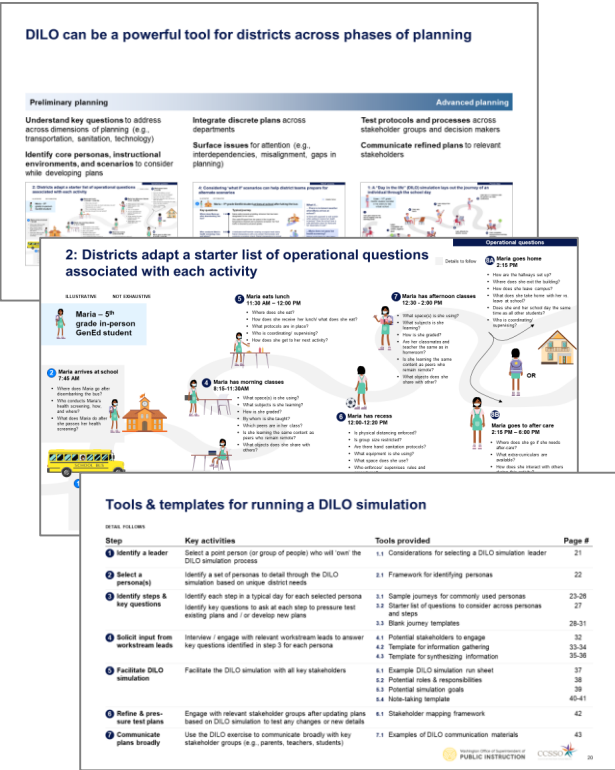 DILO can be a powerful tool for districts across phases of planning
Preliminary planning
Advanced planning
Understand key questions to address
across dimensions of planning (e.g.,
transportation, sanitation, technology)
Identify core personas, instructional
environments, and scenarios to consider
while developing plans
Integrate discrete plans across
departments
Surface issues for attention (e.g.,
interdependencies, misalignment, gaps in
planning)
Test protocols and processes across
stakeholder groups and decision makers
Communicate refined plans to relevant
stakeholders
2: Districts adapt a starter list of operational questions
associated with each activity
Operational questions
2: Districts adapt a starter list of operational questions
associated with each activity
Details to follow
ILLUSTRATIVE NOT EXHAUSTIVE
Maria – 5th
grade in-person
GenEd student
2 Maria arrives at school
7:45 AM
• Where does Maria go after
disembarking the bus?
• Who conducts Maria's
health screening, how,
and where?
• What does Maria do after
she passes her health
screening?
SCHOOL BUS
4 Maria has morning classes
8:15-11:30AM
• What space(s) is she using?
• What subjects is she learning?
• How is she graded?
• By whom is she taught?
• Which peers are in her class?
• Is she learning the same content as
peers who remain remote?
• What objects does she share with
others?
5 Maria eats lunch
11:30 AM – 12:00 PM
• Where does she eat?
• How does she receive her lunch/ what does she eat?
• What protocols are in place?
• Who is coordinating/ supervising?
• How does she get to her next activity?
6 Maria has recess
12:00-12:20 PM
• Is physical distancing enforced?
• Is group size restricted?
• Are there hand sanitation protocols?
• What equipment is she using?
• What space does she use?
• Who enforces/ supervises rules and
7 Maria has afternoon classes
12:30 - 2:00 PM
• What space(s) is she using?
• What subjects is she
learning?
• How is she graded?
• Are her classmates and
teacher the same as in
homeroom?
• Is she learning the same
content as peers who
remain remote?
• What objects does she
share with other?
8A Maria goes home
2:15 PM
• How are the hallways set up?
• Where does she exit the building?
• How does she leave campus?
• What does she take home with her to
leave at school?
• Does she end her school day the same
time as all other students?
• Who is coordinating/
supervising?
OR
8B
Maria goes to after care
2:15 PM – 6:00 PM
• Where does she go if she needs
after care?
• What extra-curriculars are
available?
• How does she interact with others
Tools & templates for running a DILO simulation
DETAIL FOLLOWS
Step Key activities Tools provided Page #
1 Identify a leader
Select a point person (or group of people) who will 'own' the
DILO simulation process
1.1 Considerations for selecting a DILO simulation leader 21
2 Select a
persona(s)
Identify a set of personas to detail through the DILO
simulation based on unique district needs
2.1 Framework for identifying personas 22
3 Identify steps &
key questions
Identify each step in a typical day for each selected persona
Identify key questions to ask at each step to pressure test
existing plans and / or develop new plans
3.1 Sample journeys for commonly used personas 23-26
3.2 Starter list of questions to consider across personas
and steps 27
3.3 Blank journey templates 28-31
4 Solicit input from
workstream leads
Interview / engage with relevant workstream leads to answer
key questions identified in step 3 for each persona
4.1 Potential stakeholders to engage 32
4.2 Template for information gathering 33-34
4.3 Template for synthesizing information 35-36
5 Facilitate DILO
simulation
Facilitate the DILO simulation with all key stakeholders
5.1 Example DILO simulation run sheet 37
5.2 Potential roles & responsibilities 38
5.3 Potential simulation goals 39
5.4 Note-taking template 40-41
6 Refine & pres-
sure test plans
Engage with relevant stakeholder groups after updating plans
based on DILO simulation to test any changes or new details
6.1 Stakeholder mapping framework 42
7 Communicate
plans broadly
Use the DILO exercise to communicate broadly with key
stakeholder groups (e.g., parents, teachers, students)
7.1 Examples of DILO communication materials 43
Washington Office of Superintendent of
PUBLIC INSTRUCTION
CCSSO
20